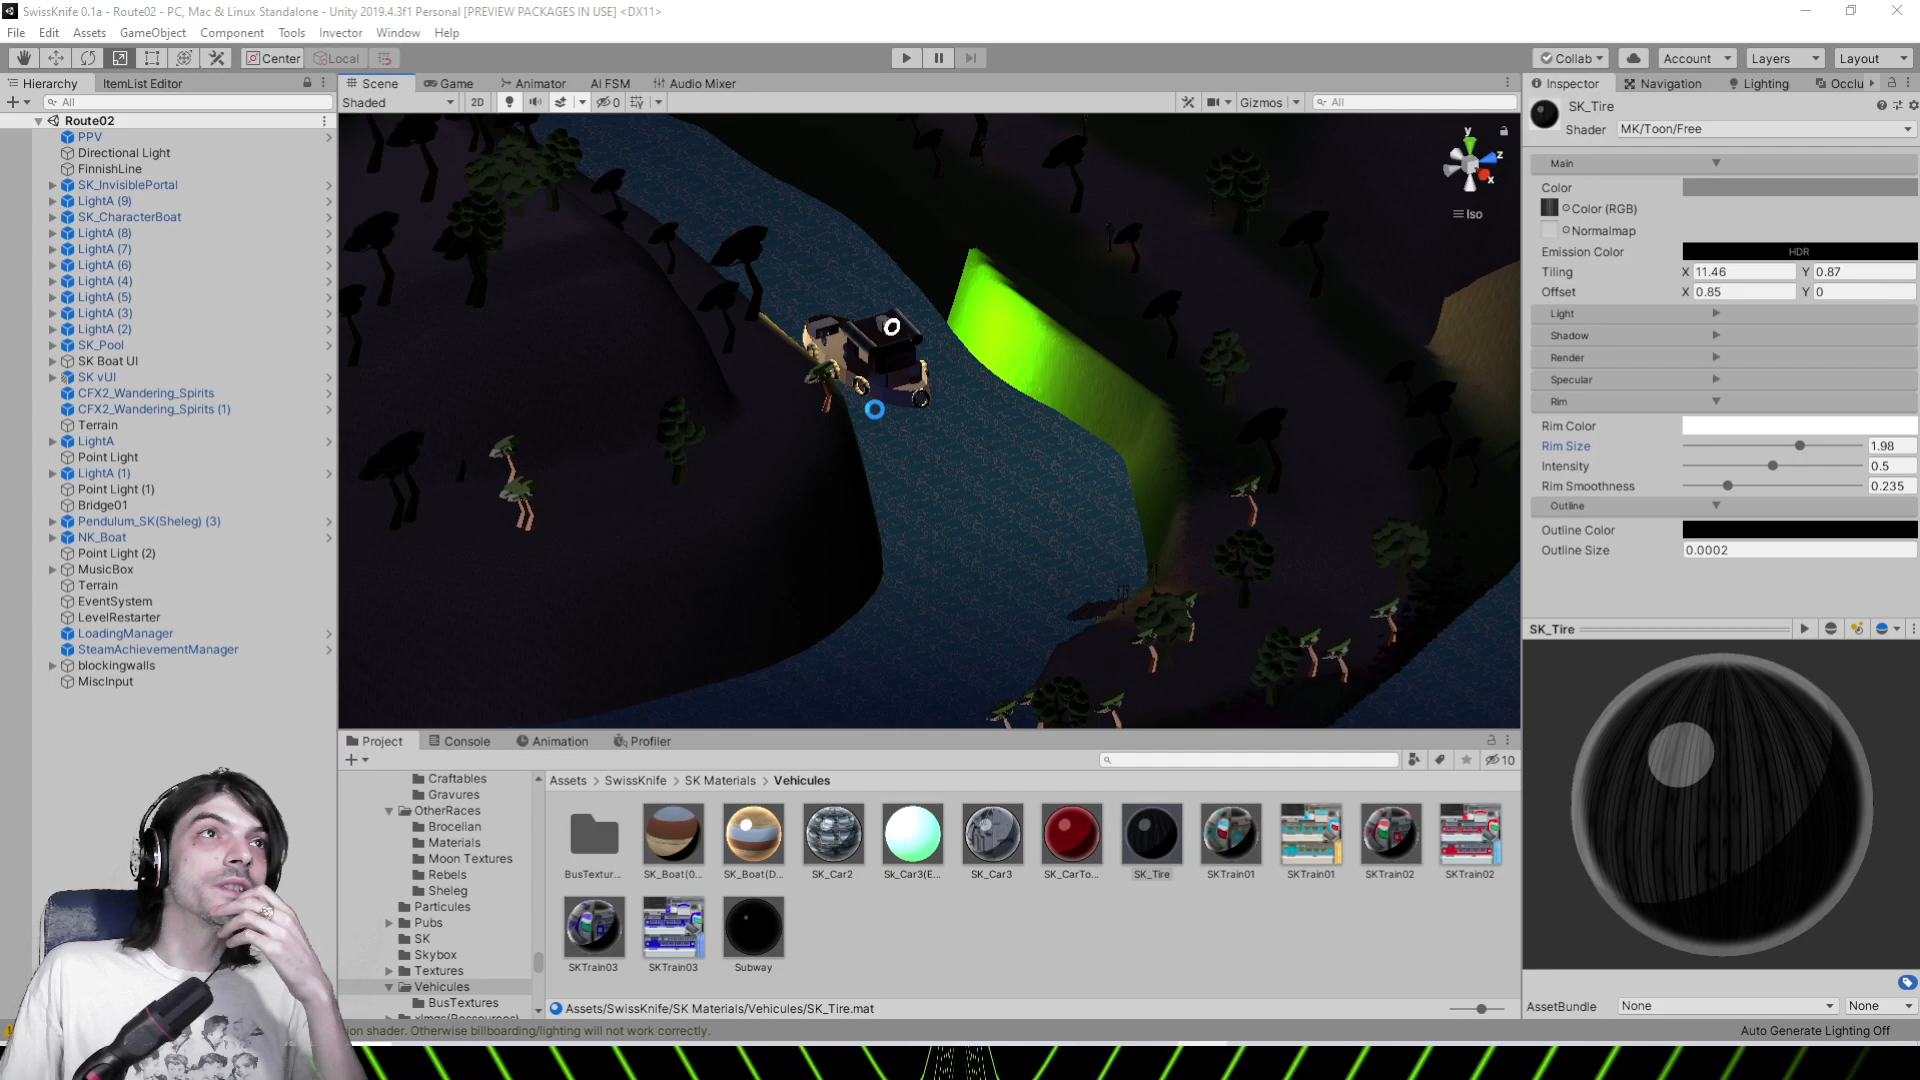 SwissKnife 0.1a - Route02 - PC, Mac & Linux Standalone - Unity 2019.4.3f1 Personal [PREVIEW PACKAGES IN USE] <DX11>
File Edit Assets GameObject Component Tools Invector Window Help
Center Local Collab Account Layers Layout
Hierarchy ItemList Editor
All
Route02
PPV
Directional Light
FinnishLine
SK_InvisiblePortal
LightA (9)
SK_CharacterBoat
LightA (8)
LightA (7)
LightA (6)
LightA (4)
LightA (5)
LightA (3)
LightA (2)
SK_Pool
SK Boat UI
SK vUI
CFX2_Wandering_Spirits
CFX2_Wandering_Spirits (1)
Terrain
LightA
Point Light
LightA (1)
Point Light (1)
Bridge01
Pendulum_SK(Sheleg) (3)
NK_Boat
Point Light (2)
MusicBox
Terrain
EventSystem
LevelRestarter
LoadingManager
SteamAchievementManager
blockingwalls
MiscInput
Scene Game Animator AI FSM Audio Mixer
Shaded 2D 0 Gizmos All
y
z
x
Iso
Project Console Animation Profiler
10
Craftables
Gravures
OtherRaces
Brocelian
Materials
Moon Textures
Rebels
Sheleg
Particules
Pubs
SK
Skybox
Textures
Vehicules
BusTextures
Assets > SwissKnife > SK Materials > Vehicules
BusTextur... SK_Boat(0... SK_Boat(D... SK_Car2 Sk_Car3(E... SK_Car3 SK_CarTo... SK_Tire SKTrain01 SKTrain01 SKTrain02 SKTrain02
SKTrain03 SKTrain03 Subway
Assets/SwissKnife/SK Materials/Vehicules/SK_Tire.mat
ion shader. Otherwise billboarding/lighting will not work correctly.
Inspector Navigation Lighting Occlu
SK_Tire
Shader MK/Toon/Free
Main
Color
Color (RGB)
Normalmap
Emission Color HDR
Tiling X 11.46 Y 0.87
Offset X 0.85 Y 0
Light
Shadow
Render
Specular
Rim
Rim Color
Rim Size 1.98
Intensity 0.5
Rim Smoothness 0.235
Outline
Outline Color
Outline Size 0.0002
SK_Tire
AssetBundle None None
Auto Generate Lighting Off